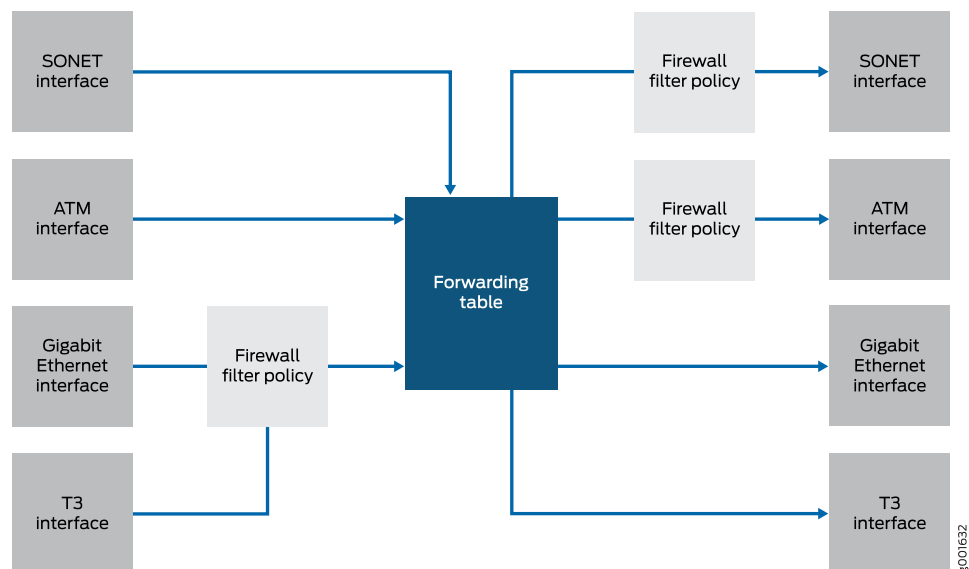 SONET
interface
Firewall
filter policy
SONET
interface
ATM
interface
Firewall
filter policy
ATM
interface
Forwarding
table
Gigabit
Ethernet
interface
Firewall
filter policy
Gigabit
Ethernet
interface
T3
interface
T3
interface
g001632